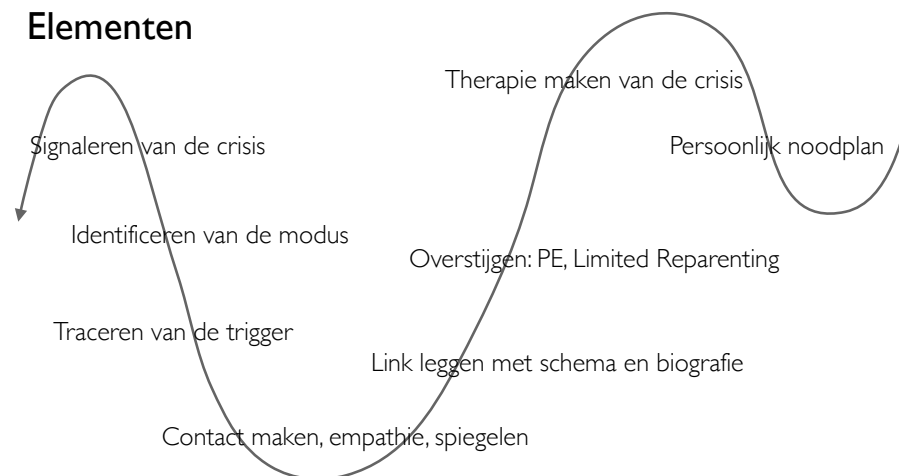 Elementen
Signaleren van de crisis
Identificeren van de modus
Traceren van de trigger
Contact maken, empathie, spiegelen
Link leggen met schema en biografie
Overstijgen: PE, Limited Reparenting
Therapie maken van de crisis
Persoonlijk noodplan